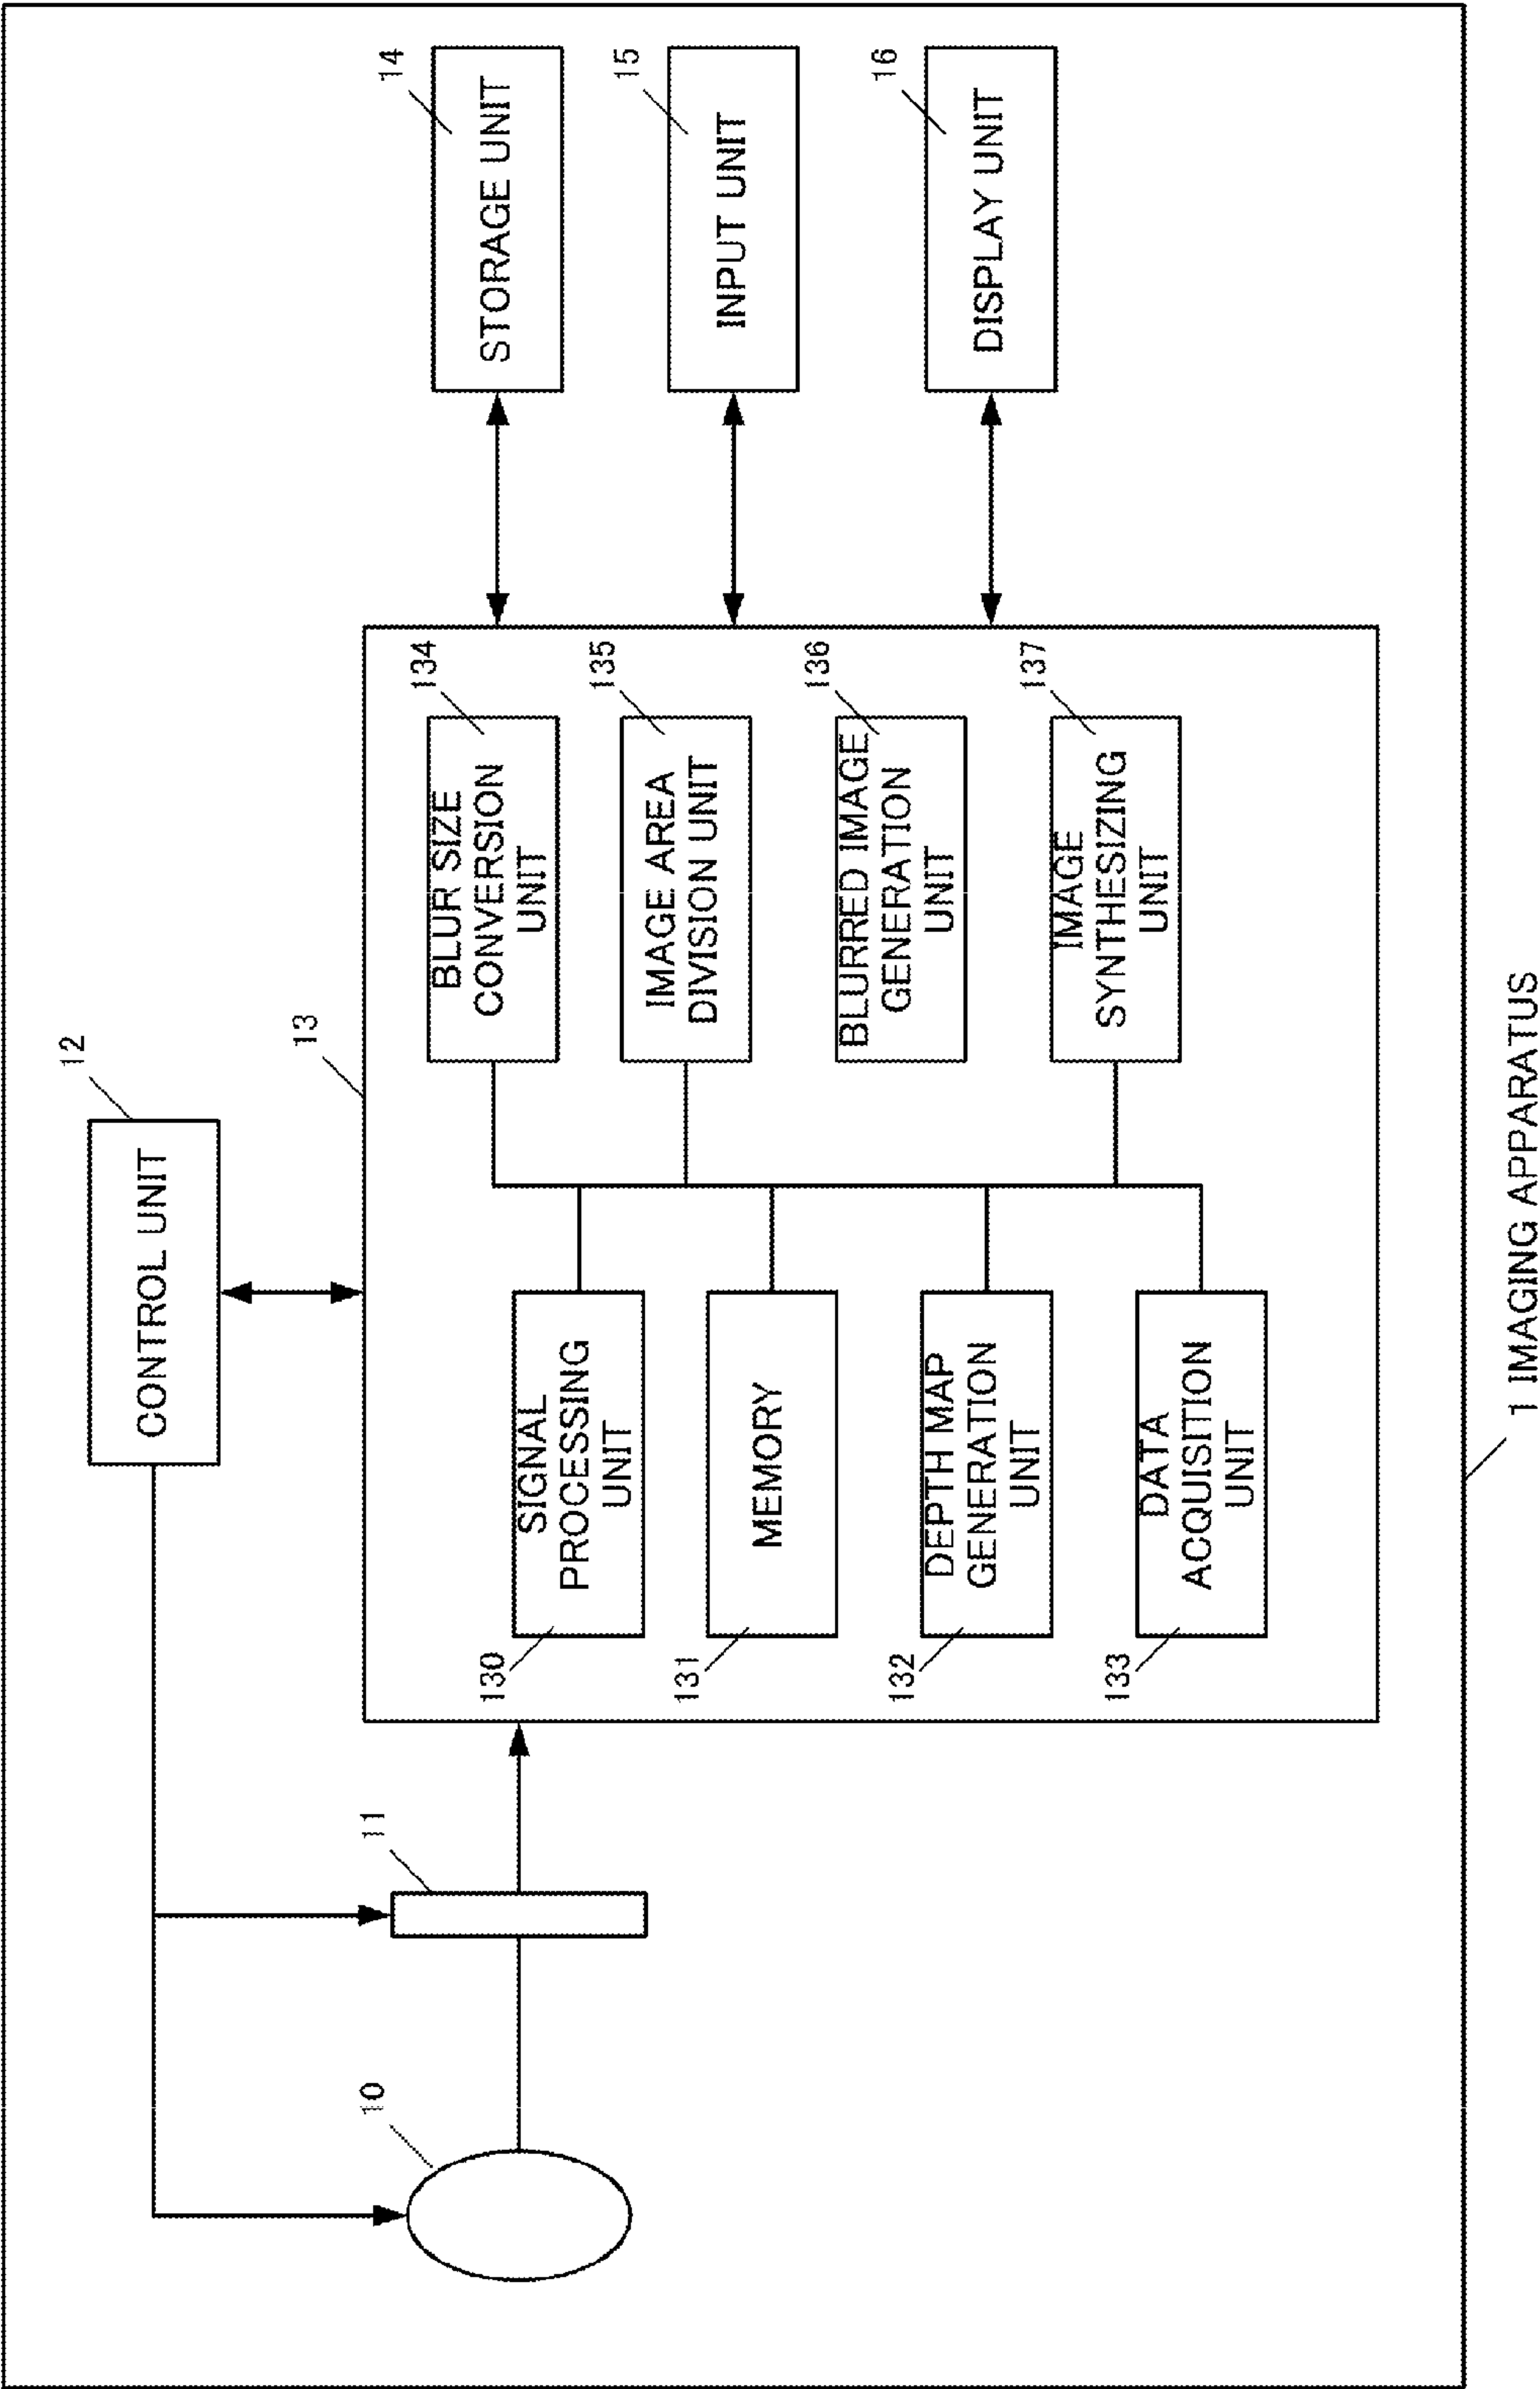 12
CONTROL UNIT
13
10
11
130
SIGNAL
PROCESSING
UNIT
131
MEMORY
132
DEPTH MAP
GENERATION
UNIT
133
DATA
ACQUISITION
UNIT
134
BLUR SIZE
CONVERSION
UNIT
135
IMAGE AREA
DIVISION UNIT
136
BLURRED IMAGE
GENERATION
UNIT
137
IMAGE
SYNTHESIZING
UNIT
14
STORAGE UNIT
15
INPUT UNIT
16
DISPLAY UNIT
1 IMAGING APPARATUS